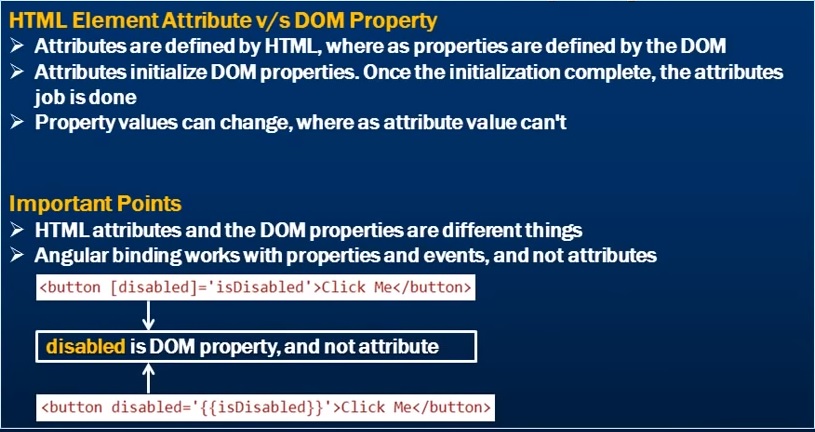 HTML Element Attribute v/s DOM Property
➢ Attributes are defined by HTML, where as properties are defined by the DOM
➢ Attributes initialize DOM properties. Once the initialization complete, the attributes
job is done
➢ Property values can change, where as attribute value can't
Important Points
➢ HTML attributes and the DOM properties are different things
➢ Angular binding works with properties and events, and not attributes
<button [disabled]='isDisabled'>Click Me</button>
disabled is DOM property, and not attribute
<button disabled='{{isDisabled}}'>Click Me</button>